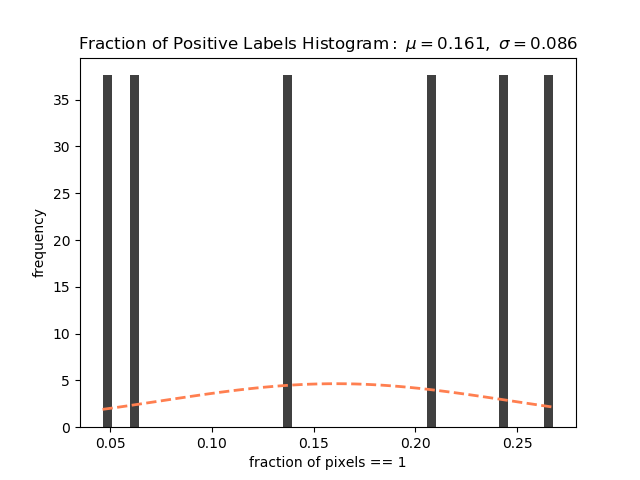 Fraction of Positive Labels Histogram : μ = 0.161, σ = 0.086
35
30
25
20
15
10
5
0
frequency
0.05 0.10 0.15 0.20 0.25
fraction of pixels == 1